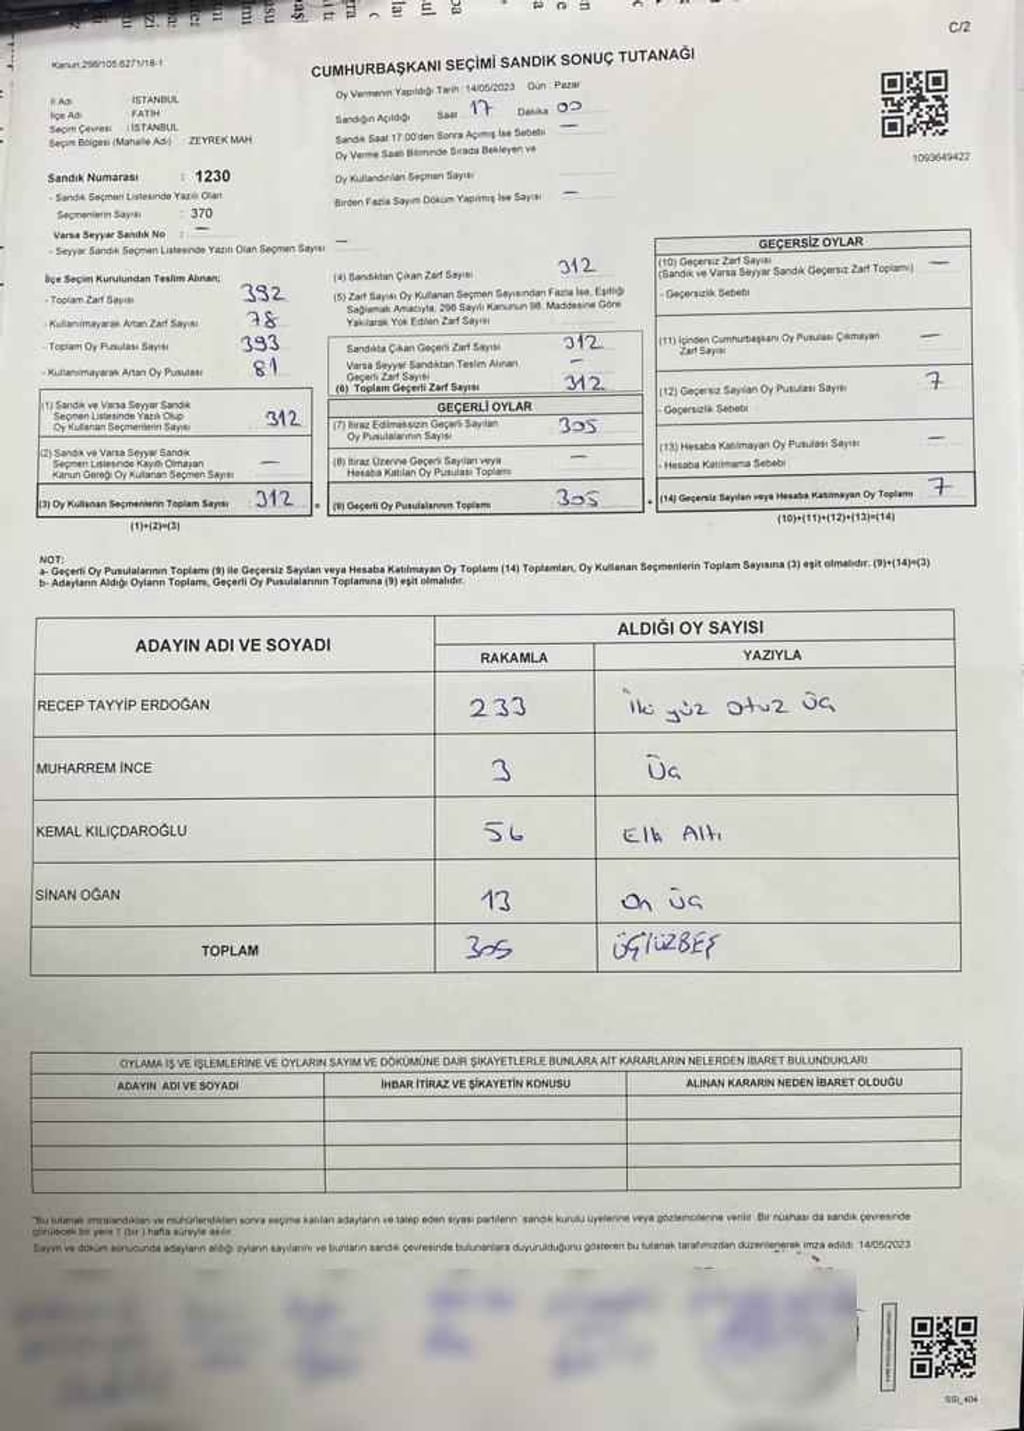 C/2
Kanun:298/105.6271/18-1
CUMHURBAŞKANI SEÇİMİ SANDIK SONUÇ TUTANAĞI
İl Adı : İSTANBUL
İlçe Adı : FATİH
Seçim Çevresi : İSTANBUL
Seçim Bölgesi (Mahalle Adı) : ZEYREK MAH
Oy Vermenin Yapıldığı Tarih : 14/05/2023 Gün : Pazar
Sandığın Açıldığı Saat 17 Dakika 00
Sandık Saat 17:00'den Sonra Açılmış İse Sebebi —
Oy Verme Saati Bitiminde Sırada Bekleyen ve
Oy Kullandırılan Seçmen Sayısı
Birden Fazla Sayım Döküm Yapılmış İse Sayısı —
1093649422
Sandık Numarası : 1230
- Sandık Seçmen Listesinde Yazılı Olan
Seçmenlerin Sayısı : 370
Varsa Seyyar Sandık No : —
- Seyyar Sandık Seçmen Listesinde Yazılı Olan Seçmen Sayısı —
İlçe Seçim Kurulundan Teslim Alınan;
- Toplam Zarf Sayısı 392
- Kullanılmayarak Artan Zarf Sayısı 78
- Toplam Oy Pusulası Sayısı 393
- Kullanılmayarak Artan Oy Pusulası 81
(1) Sandık ve Varsa Seyyar Sandık
Seçmen Listesinde Yazılı Olup
Oy Kullanan Seçmenlerin Sayısı 312
(2) Sandık ve Varsa Seyyar Sandık
Seçmen Listesinde Kayıtlı Olmayan
Kanun Gereği Oy Kullanan Seçmen Sayısı —
(3) Oy Kullanan Seçmenlerin Toplam Sayısı 312
(1)+(2)=(3)
(4) Sandıktan Çıkan Zarf Sayısı 312
(5) Zarf Sayısı Oy Kullanan Seçmen Sayısından Fazla İse, Eşitliği
Sağlamak Amacıyla, 298 Sayılı Kanunun 98. Maddesine Göre
Yakılarak Yok Edilen Zarf Sayısı
Sandıkta Çıkan Geçerli Zarf Sayısı 312
Varsa Seyyar Sandıktan Teslim Alınan
Geçerli Zarf Sayısı —
(6) Toplam Geçerli Zarf Sayısı 312
GEÇERLİ OYLAR
(7) İtiraz Edilmeksizin Geçerli Sayılan
Oy Pusulalarının Sayısı 305
(8) İtiraz Üzerine Geçerli Sayılan veya
Hesaba Katılan Oy Pusulası Toplamı —
= (9) Geçerli Oy Pusulalarının Toplamı 305
GEÇERSİZ OYLAR
(10) Geçersiz Zarf Sayısı —
(Sandık ve Varsa Seyyar Sandık Geçersiz Zarf Toplamı)
- Geçersizlik Sebebi
(11) İçinden Cumhurbaşkanı Oy Pusulası Çıkmayan
Zarf Sayısı —
(12) Geçersiz Sayılan Oy Pusulası Sayısı 7
- Geçersizlik Sebebi
(13) Hesaba Katılmayan Oy Pusulası Sayısı —
- Hesaba Katılmama Sebebi
+ (14) Geçersiz Sayılan veya Hesaba Katılmayan Oy Toplamı 7
(10)+(11)+(12)+(13)=(14)
NOT:
a- Geçerli Oy Pusulalarının Toplamı (9) ile Geçersiz Sayılan veya Hesaba Katılmayan Oy Toplamı (14) Toplamları, Oy Kullanan Seçmenlerin Toplam Sayısına (3) eşit olmalıdır. (9)+(14)=(3)
b- Adayların Aldığı Oyların Toplamı, Geçerli Oy Pusulalarının Toplamına (9) eşit olmalıdır.
ADAYIN ADI VE SOYADI ALDIĞI OY SAYISI
RAKAMLA YAZIYLA
RECEP TAYYİP ERDOĞAN 233 İki yüz otuz üç
MUHARREM İNCE 3 Üç
KEMAL KILIÇDAROĞLU 56 Elli Altı
SİNAN OĞAN 13 On üç
TOPLAM 305 ÜÇYÜZBEŞ
OYLAMA İŞ VE İŞLEMLERİNE VE OYLARIN SAYIM VE DÖKÜMÜNE DAİR ŞİKAYETLERLE BUNLARA AİT KARARLARIN NELERDEN İBARET BULUNDUKLARI
ADAYIN ADI VE SOYADI İHBAR İTİRAZ VE ŞİKAYETİN KONUSU ALINAN KARARIN NEDEN İBARET OLDUĞU
*Bu tutanak imzalandıktan ve mühürlendikten sonra seçime katılan adayların ve talep eden siyasi partilerin sandık kurulu üyelerine veya gözlemcilerine verilir. Bir nüshası da sandık çevresinde
görülecek bir yere 1 (bir) hafta süreyle asılır.
Sayım ve döküm sonucunda adayların aldığı oyların sayılarını ve bunların sandık çevresinde bulunanlara duyurulduğunu gösteren bu tutanak tarafımızdan düzenlenerek imza edildi. 14/05/2023